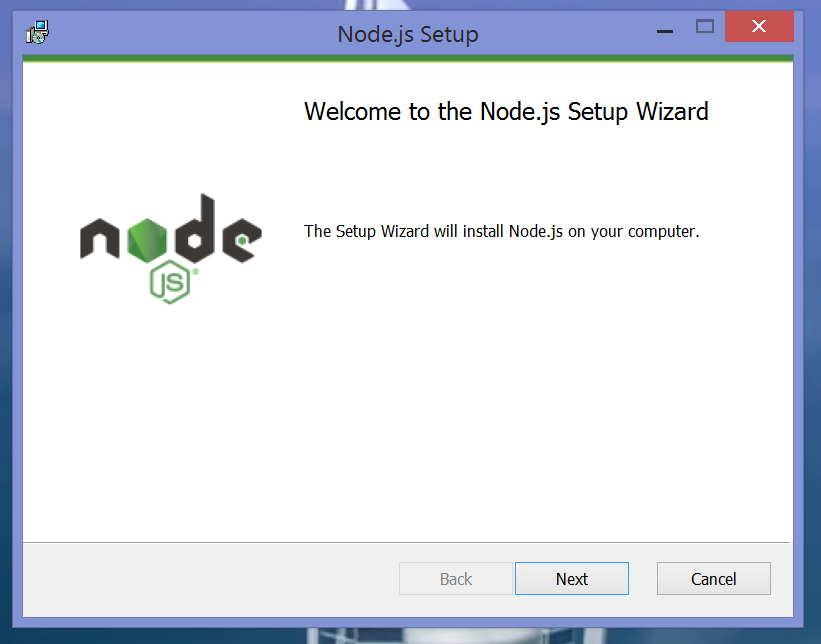 Node.js Setup
Welcome to the Node.js Setup Wizard
node
JS®
The Setup Wizard will install Node.js on your computer.
Back
Next
Cancel